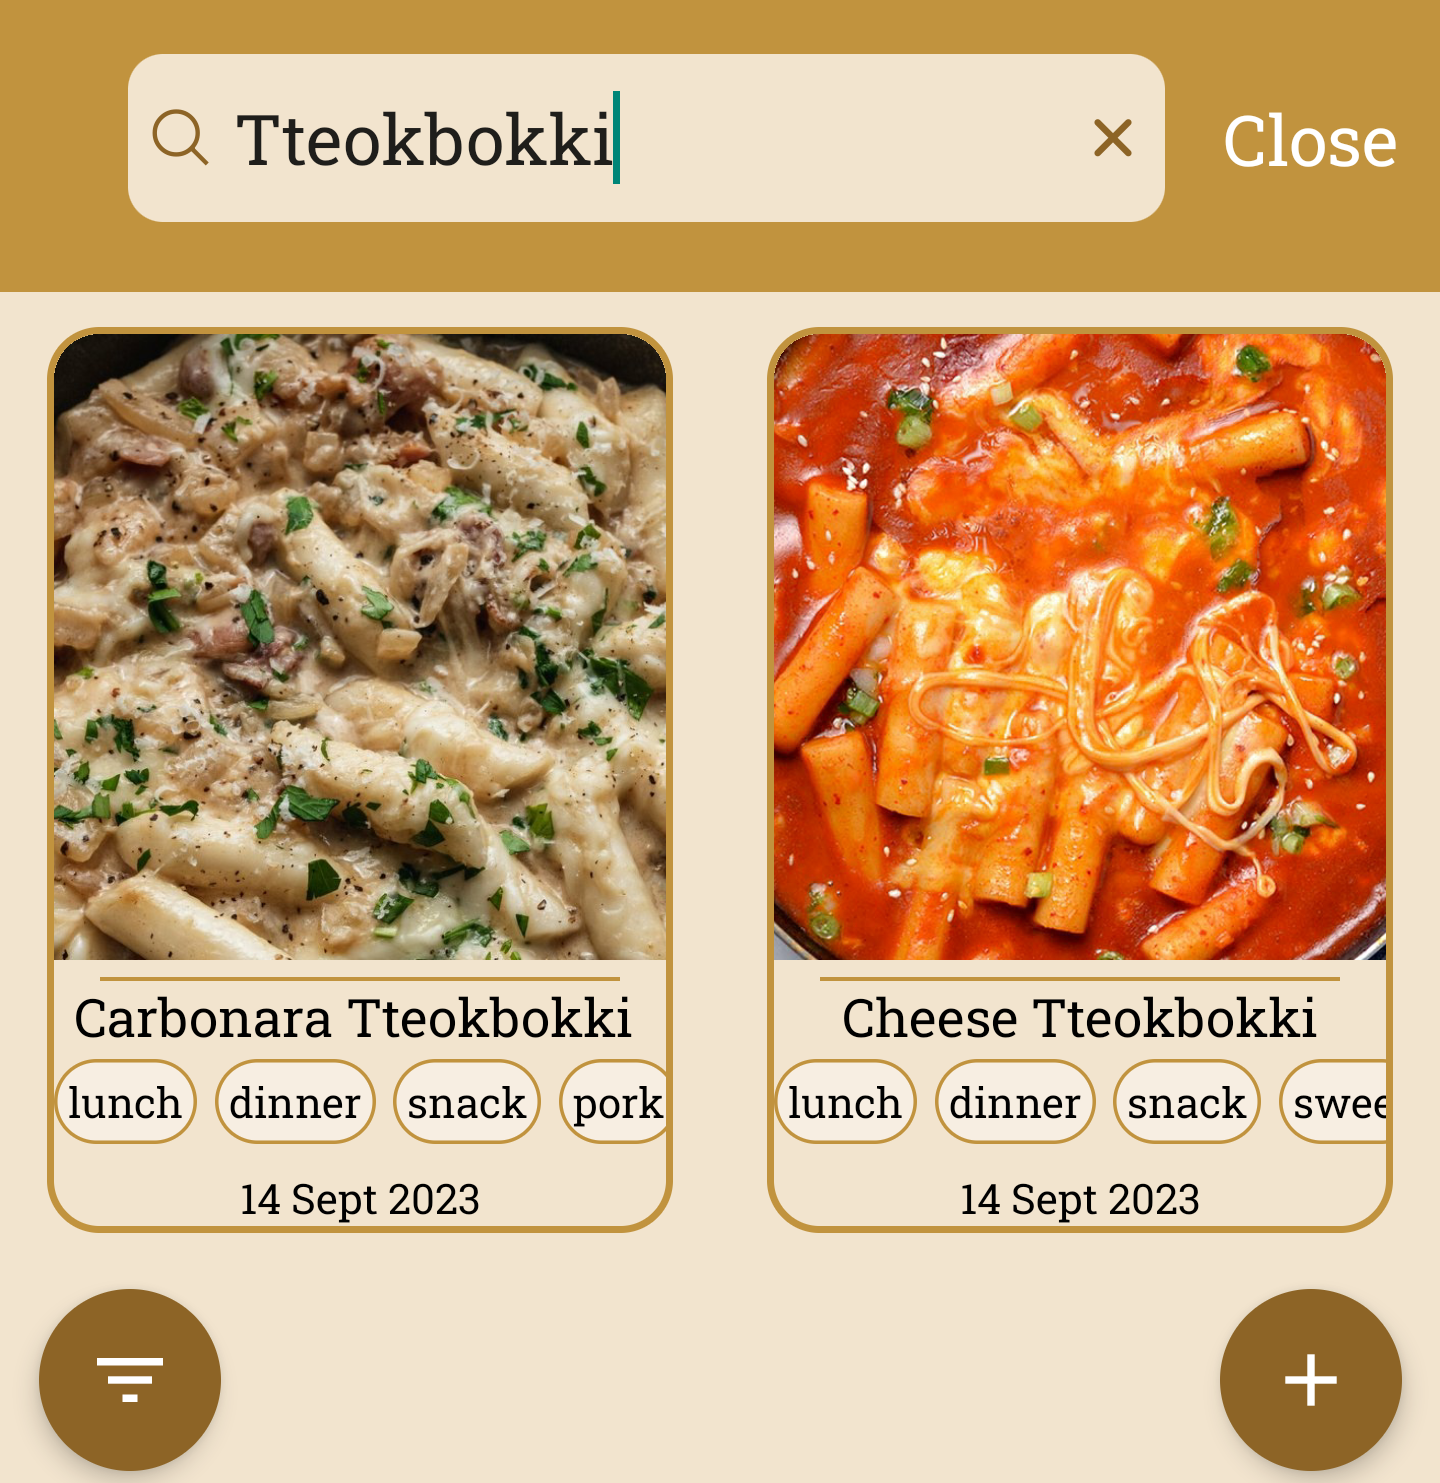 Tteokbokki
Close
Carbonara Tteokbokki
lunch dinner snack pork
14 Sept 2023
Cheese Tteokbokki
lunch dinner snack swee
14 Sept 2023